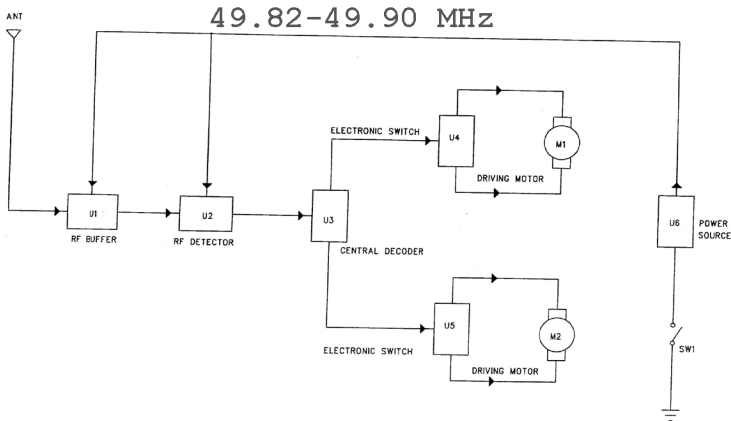 49.82-49.90 MHz
ANT
ELECTRONIC SWITCH
U4
M1
DRIVING MOTOR
U1
U2
U3
U6
POWER
SOURCE
RF BUFFER
RF DETECTOR
CENTRAL DECODER
U5
M2
SW1
ELECTRONIC SWITCH
DRIVING MOTOR